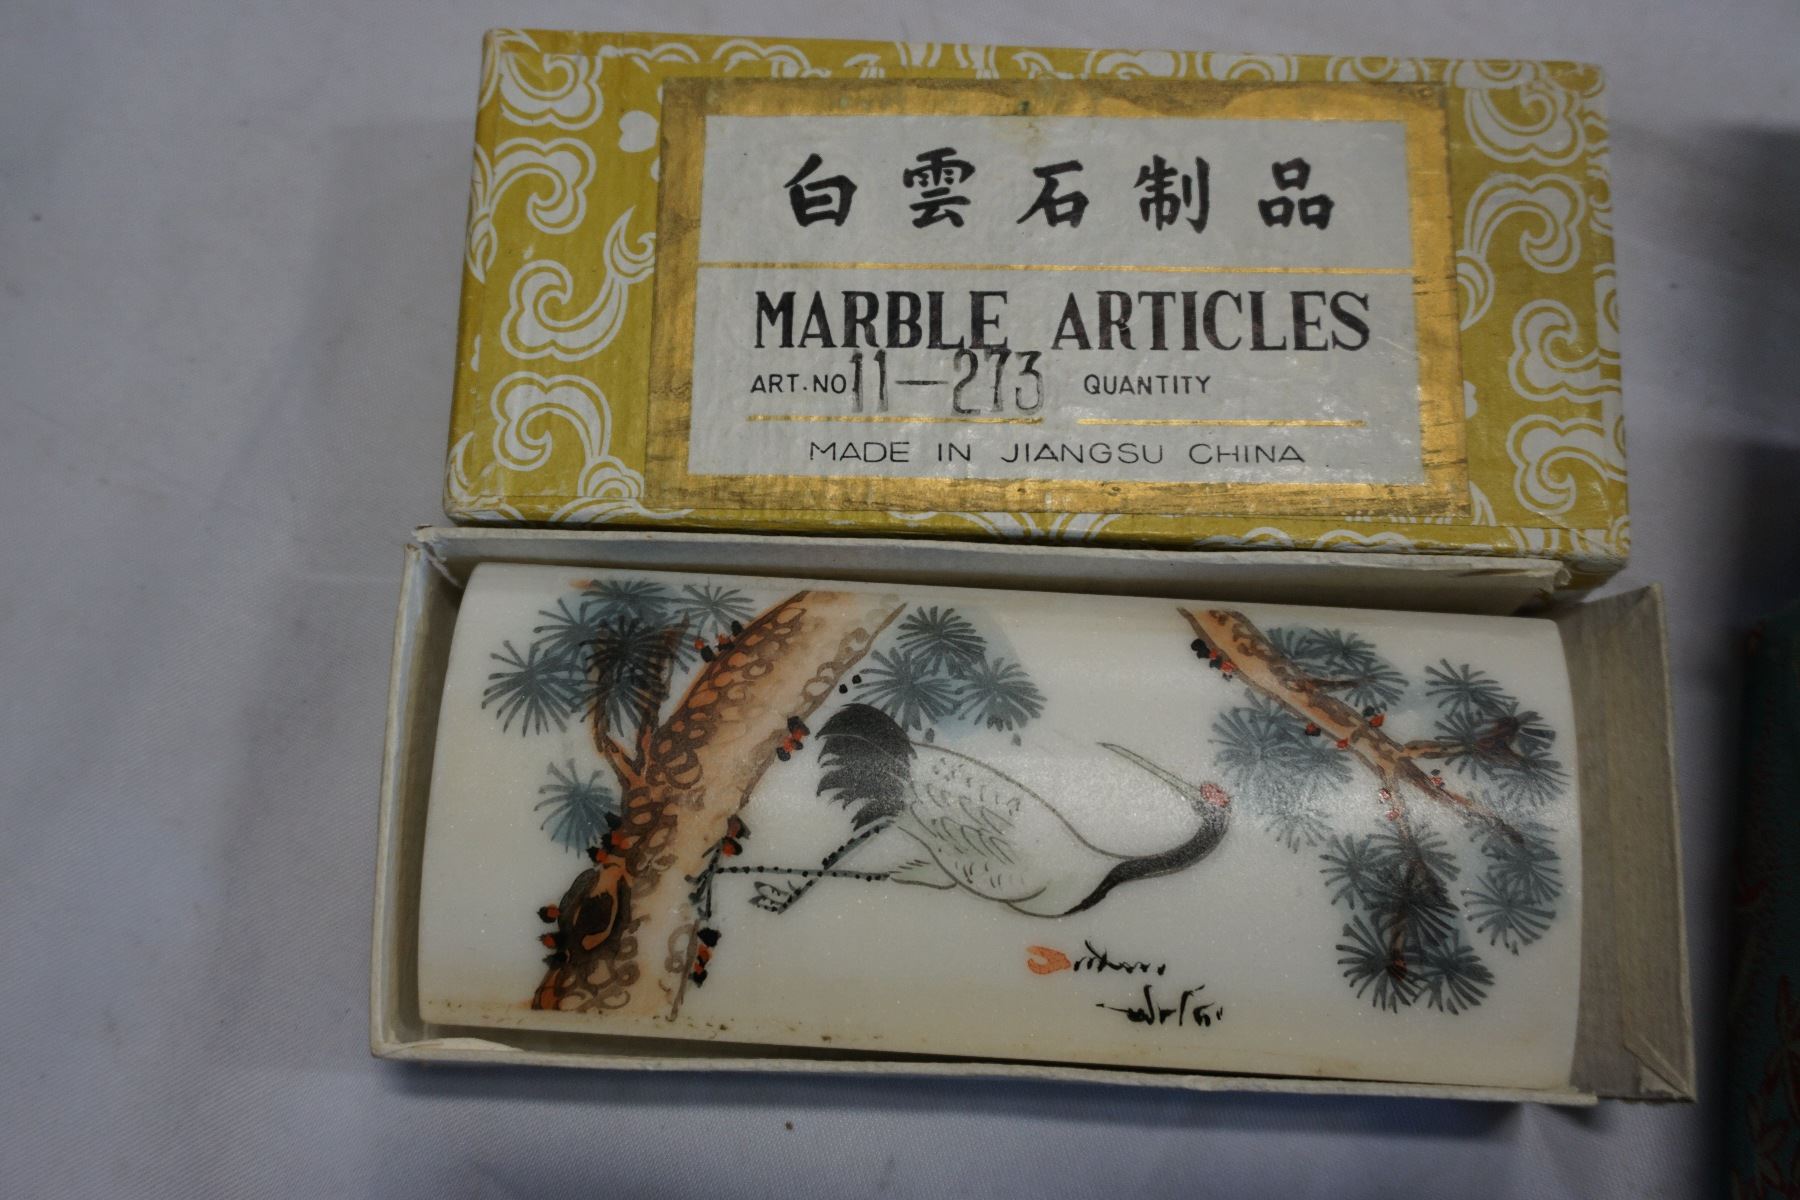 白雲石制品
MARBLE ARTICLES
ART.NO 11-273 QUANTITY
MADE IN JIANGSU CHINA